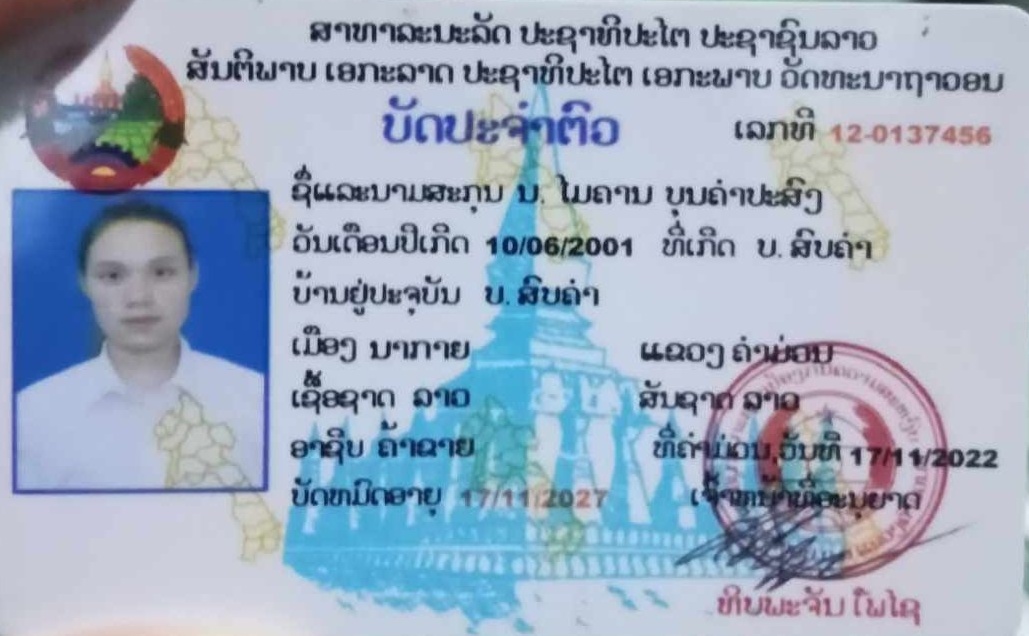 ສາທາລະນະລັດ ປະຊາທິປະໄຕ ປະຊາຊົນລາວ
ສັນຕິພາບ ເອກະລາດ ປະຊາທິປະໄຕ ເອກະພາບ ວັດທະນາຖາວອນ
ບັດປະຈຳຕົວ ເລກທີ 12-0137456
ຊື່ແລະນາມສະກຸນ ນ. ໄມຄານ ບຸນຄຳປະສົງ
ວັນເດືອນປີເກີດ 10/06/2001 ທີ່ເກີດ ບ. ສົບຄ່ຳ
ບ້ານຢູ່ປະຈຸບັນ ບ. ສົບຄ່ຳ
ເມືອງ ນາກາຍ ແຂວງ ຄຳມ່ວນ
ເຊື້ອຊາດ ລາວ ສັນຊາດ ລາວ
ອາຊີບ ຄ້າຂາຍ ທີ່ຄຳມ່ວນ,ວັນທີ 17/11/2022
ບັດຫມົດອາຍຸ 17/11/2027 ເຈົ້າຫນ້າທີ່ອະນຸຍາດ
ທິບພະຈັນ ໂພໄຊ